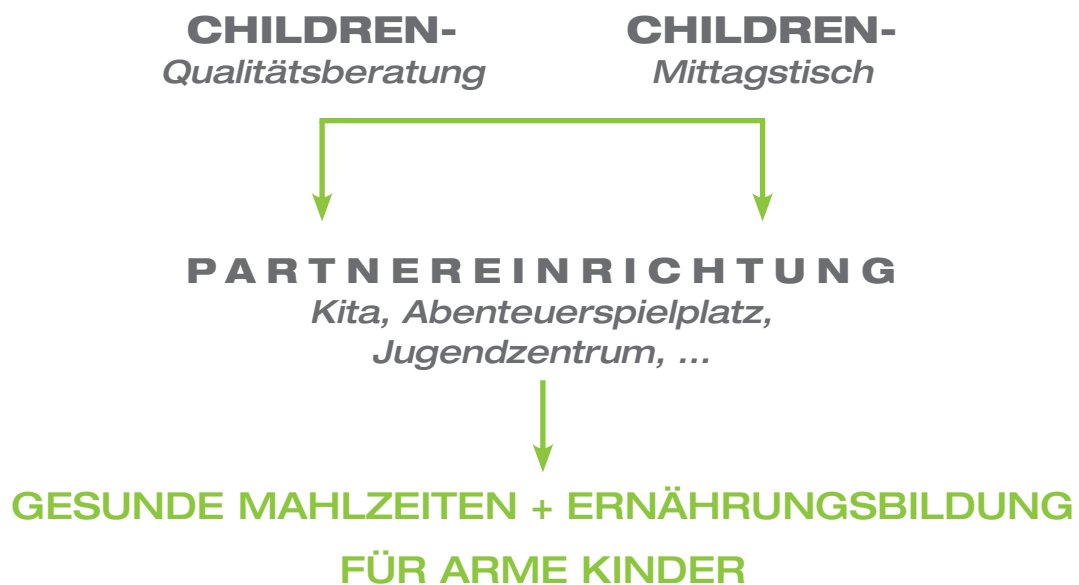 CHILDREN-
Qualitätsberatung
CHILDREN-
Mittagstisch
PARTNEREINRICHTUNG
Kita, Abenteuerspielplatz,
Jugendzentrum, ...
GESUNDE MAHLZEITEN + ERNÄHRUNGSBILDUNG
FÜR ARME KINDER